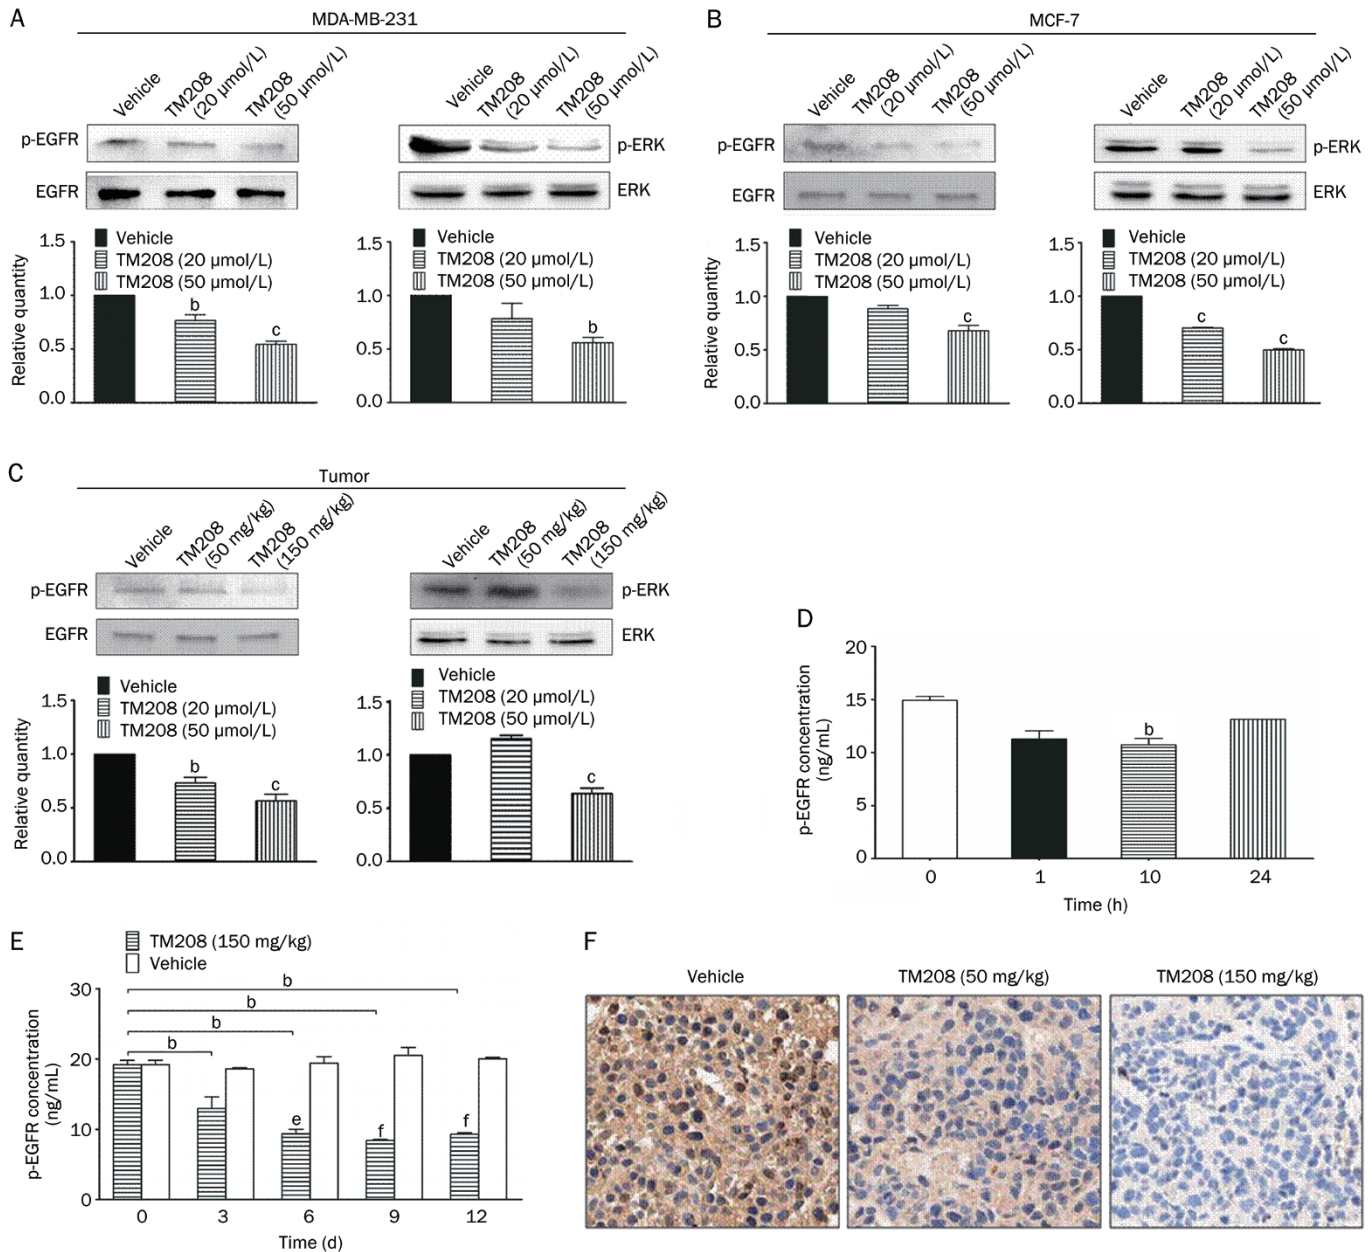 A
MDA-MB-231
Vehicle
TM208
(20 μmol/L)
TM208
(50 μmol/L)
Vehicle
TM208
(20 μmol/L)
TM208
(50 μmol/L)
p-EGFR
p-ERK
EGFR
ERK
Relative quantity
1.5
1.0
0.5
0.0
Vehicle
TM208 (20 μmol/L)
TM208 (50 μmol/L)
b
c
1.5
1.0
0.5
0.0
Vehicle
TM208 (20 μmol/L)
TM208 (50 μmol/L)
b
B
MCF-7
Vehicle
TM208
(20 μmol/L)
TM208
(50 μmol/L)
Vehicle
TM208
(20 μmol/L)
TM208
(50 μmol/L)
p-EGFR
p-ERK
EGFR
ERK
Relative quantity
1.5
1.0
0.5
0.0
Vehicle
TM208 (20 μmol/L)
TM208 (50 μmol/L)
c
1.5
1.0
0.5
0.0
Vehicle
TM208 (20 μmol/L)
TM208 (50 μmol/L)
c
c
C
Tumor
Vehicle
TM208
(50 mg/kg)
TM208
(150 mg/kg)
Vehicle
TM208
(50 mg/kg)
TM208
(150 mg/kg)
p-EGFR
p-ERK
EGFR
ERK
Relative quantity
1.5
1.0
0.5
0.0
Vehicle
TM208 (20 μmol/L)
TM208 (50 μmol/L)
b
c
1.5
1.0
0.5
0.0
Vehicle
TM208 (20 μmol/L)
TM208 (50 μmol/L)
c
D
p-EGFR concentration
(ng/mL)
20
15
10
5
0
b
0 1 10 24
Time (h)
E
TM208 (150 mg/kg)
Vehicle
p-EGFR concentration
(ng/mL)
30
20
10
0
b
b
b
b
e
f
f
0 3 6 9 12
Time (d)
F
Vehicle
TM208 (50 mg/kg)
TM208 (150 mg/kg)